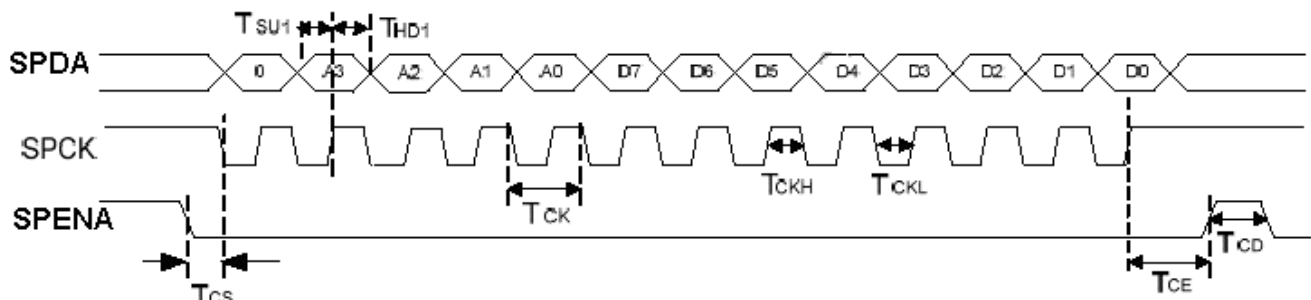 TSU1 THD1
SPDA I0 A3 A2 A1 A0 D7 D6 D5 D4 D3 D2 D1 D0
SPCK
TCK TCKH TCKL
SPENA
TCS TCE TCD